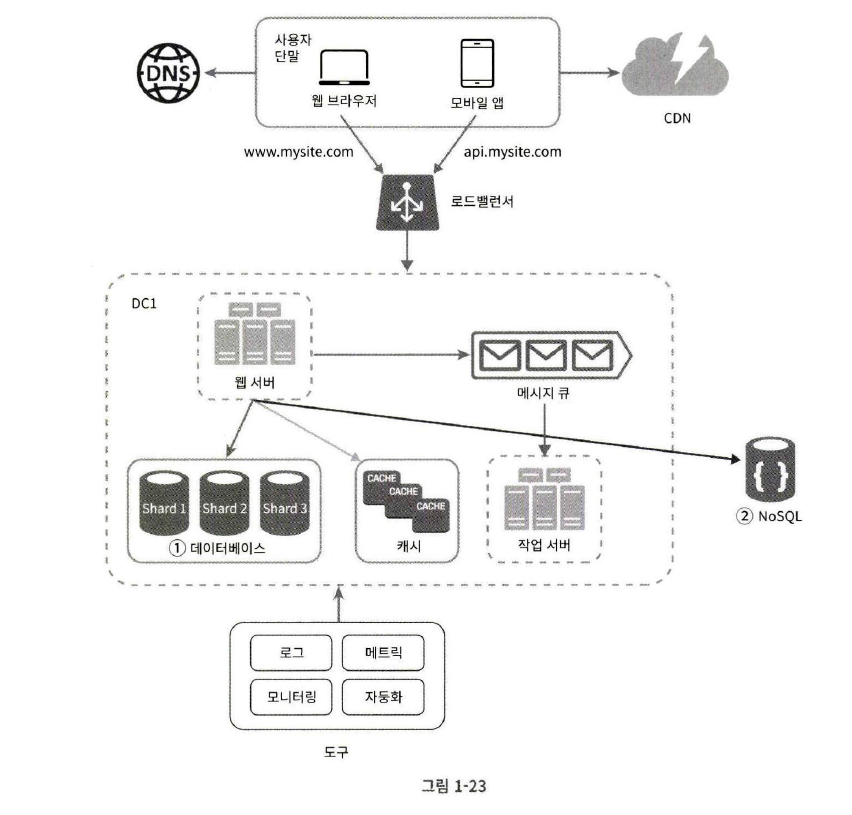 사용자
단말
DNS
웹 브라우저
모바일 앱
CDN
www.mysite.com
api.mysite.com
로드밸런서
DC1
웹 서버
메시지 큐
Shard 1
Shard 2
Shard 3
① 데이터베이스
CACHE
CACHE
CACHE
캐시
작업 서버
② NoSQL
로그
메트릭
모니터링
자동화
도구
그림 1-23